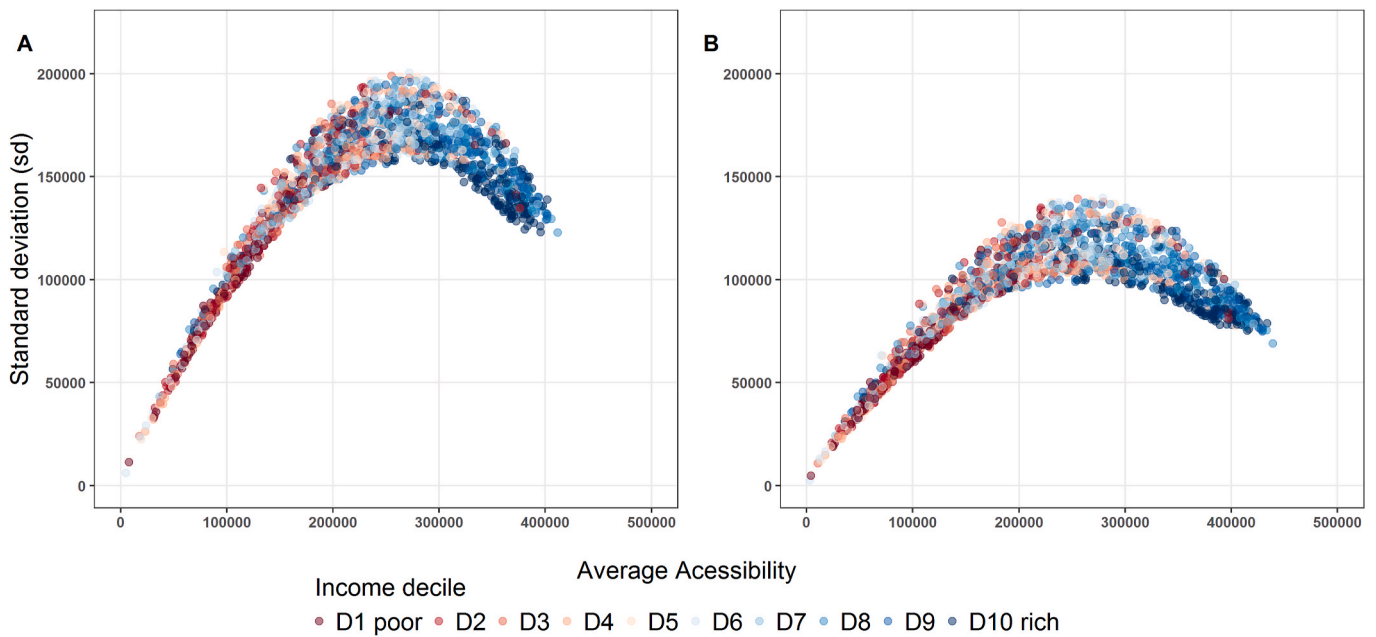 A
B
Standard deviation (sd)
200000
150000
100000
50000
0
0 100000 200000 300000 400000 500000
200000
150000
100000
50000
0
0 100000 200000 300000 400000 500000
Average Acessibility
Income decile
D1 poor D2 D3 D4 D5 D6 D7 D8 D9 D10 rich